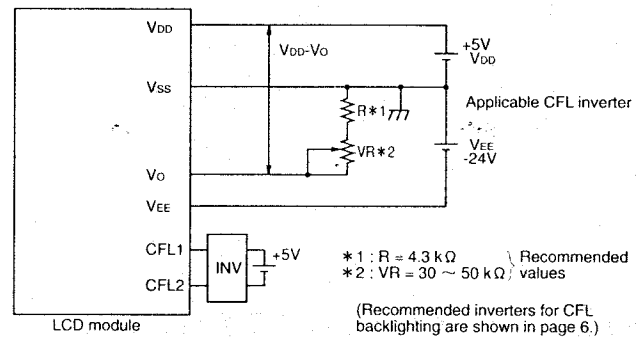 VDD
VDD-VO
+5V
VDD
VSS
R*1
Applicable CFL inverter
VR*2
VEE
-24V
VO
VEE
CFL1
INV
+5V
CFL2
*1 : R = 4.3 kΩ
*2 : VR = 30 ~ 50 kΩ
Recommended
values
(Recommended inverters for CFL
backlighting are shown in page 6.)
LCD module